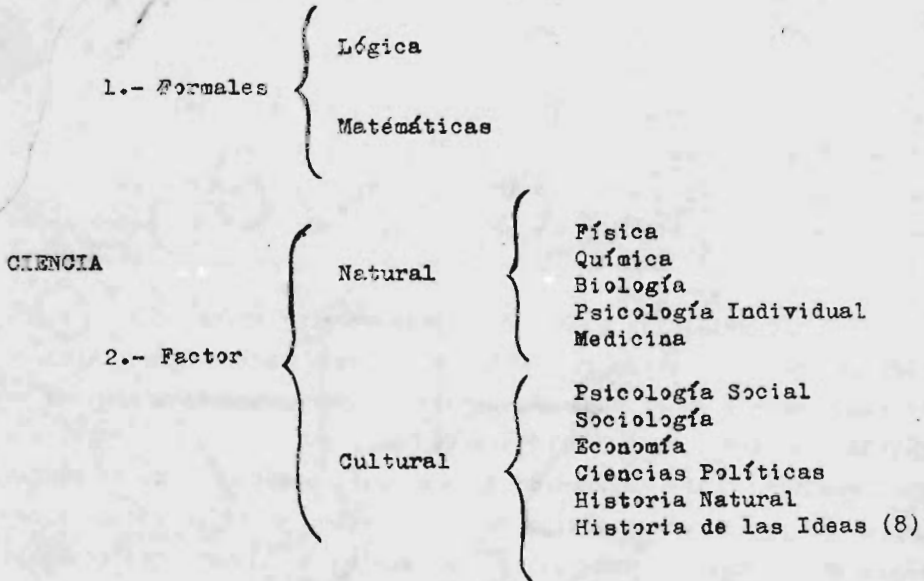 Lógica
1.- Formales
Matémáticas
CIENCIA
2.- Factor
Natural
Física
Química
Biología
Psicología Individual
Medicina
Cultural
Psicología Social
Sociología
Economía
Ciencias Políticas
Historia Natural
Historia de las Ideas (8)